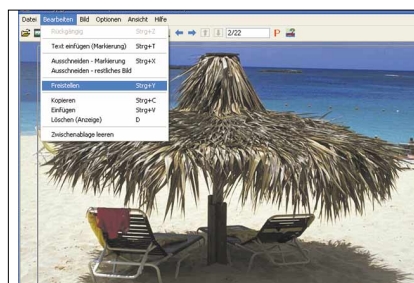 Datei Bearbeiten Bild Optionen Ansicht Hilfe
Rückgängig Strg+Z
2/22
Text einfügen (Markierung) Strg+T
Ausschneiden - Markierung Strg+X
Ausschneiden - restliches Bild
Freistellen Strg+Y
Kopieren Strg+C
Einfügen Strg+V
Löschen (Anzeige) D
Zwischenablage leeren